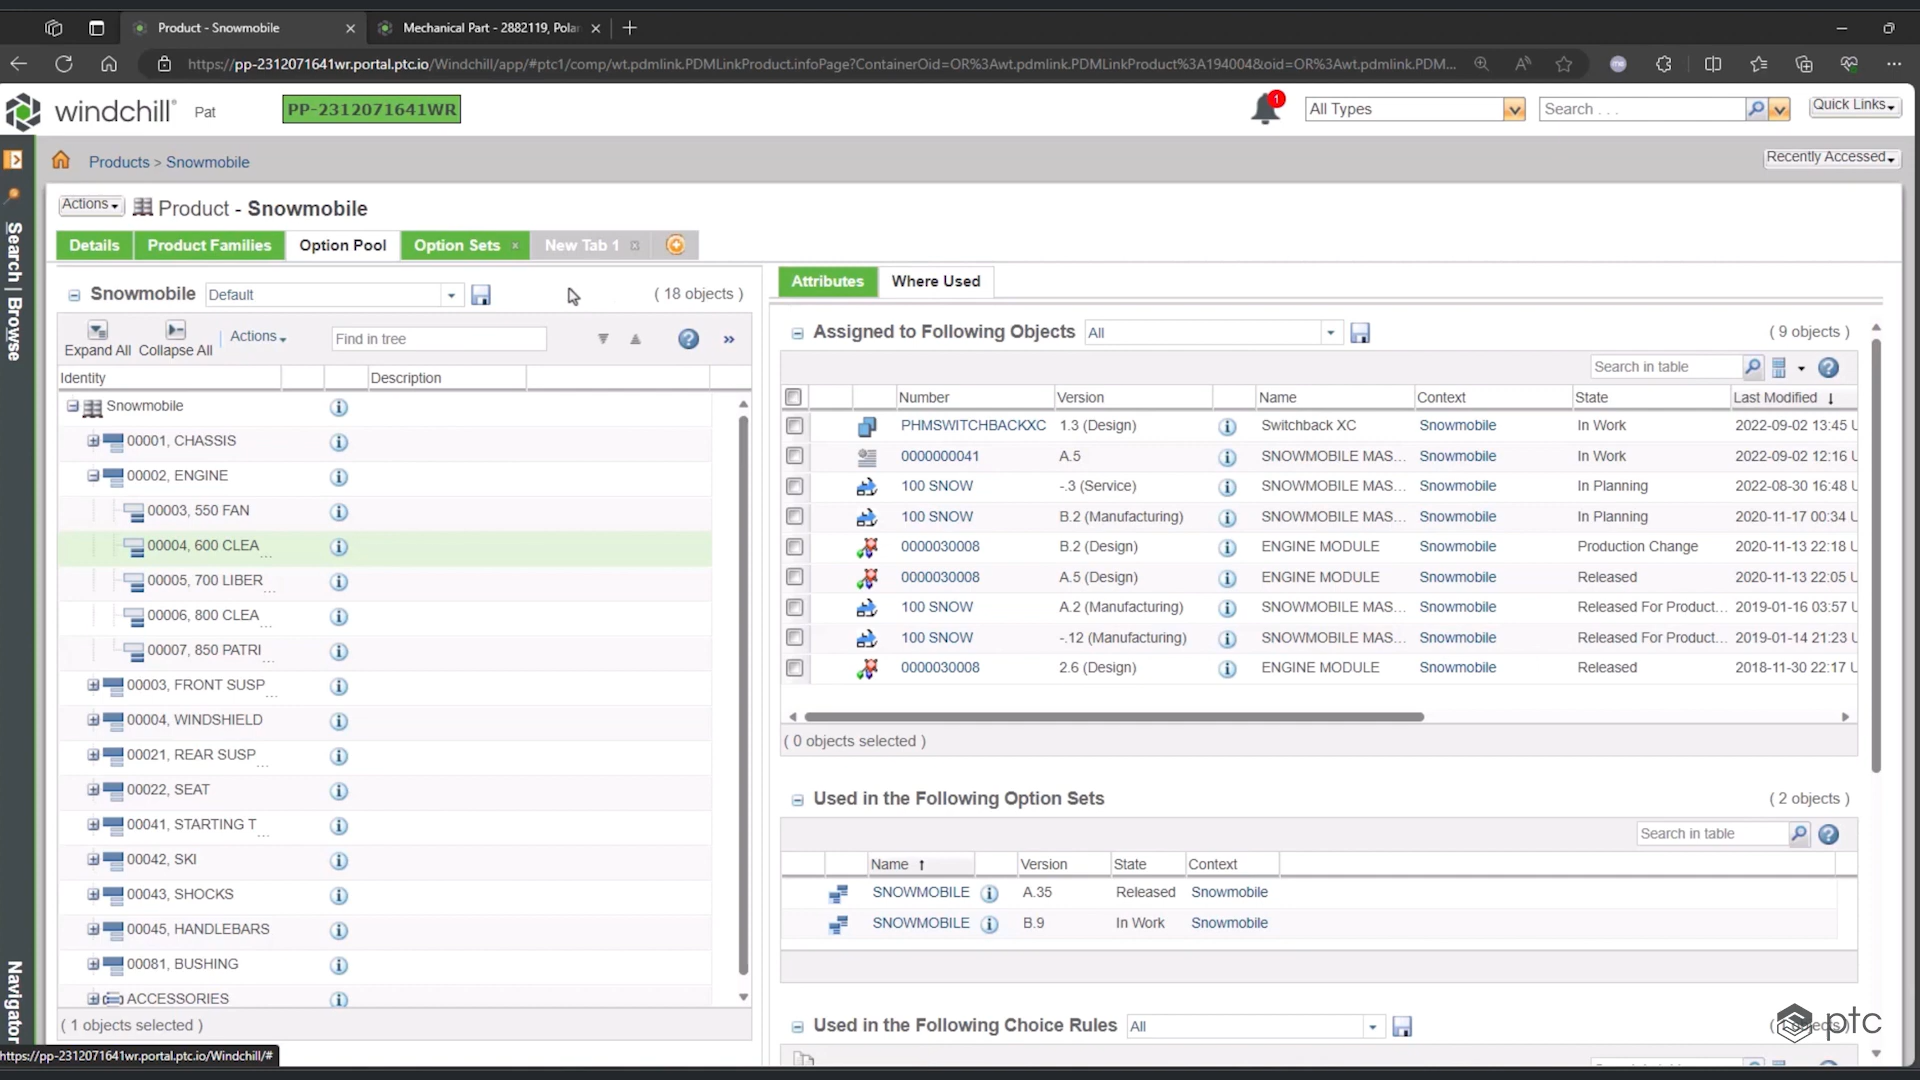 Product - Snowmobile
Mechanical Part - 2882119, Pola
https://pp-2312071641wr.portal.ptc.io/Windchill/app/#ptc1/comp/wt.pdmlink.PDMLinkProduct.infoPage?ContainerOid=OR%3Awt.pdmlink.PDMLinkProduct%3A194004&oid=OR%3Awt.pdmlink.PDM...
windchill Pat PP-2312071641WR 1 All Types Search . . . Quick Links
Products > Snowmobile Recently Accessed
Search | Browse
Navigator
Actions Product - Snowmobile
Details Product Families Option Pool Option Sets New Tab 1
Snowmobile Default ( 18 objects )
Expand All Collapse All Actions Find in tree
Identity Description
Snowmobile
00001, CHASSIS
00002, ENGINE
00003, 550 FAN
00004, 600 CLEA...
00005, 700 LIBER...
00006, 800 CLEA...
00007, 850 PATRI...
00003, FRONT SUSP...
00004, WINDSHIELD
00021, REAR SUSP...
00022, SEAT
00041, STARTING T...
00042, SKI
00043, SHOCKS
00045, HANDLEBARS
00081, BUSHING
ACCESSORIES
( 1 objects selected )
https://pp-2312071641wr.portal.ptc.io/Windchill/#
Attributes Where Used
Assigned to Following Objects All ( 9 objects )
Search in table
Number Version Name Context State Last Modified ↓
PHMSWITCHBACKXC 1.3 (Design) Switchback XC Snowmobile In Work 2022-09-02 13:45 U
0000000041 A.5 SNOWMOBILE MAS... Snowmobile In Work 2022-09-02 12:16 U
100 SNOW -.3 (Service) SNOWMOBILE MAS... Snowmobile In Planning 2022-08-30 16:48 U
100 SNOW B.2 (Manufacturing) SNOWMOBILE MAS... Snowmobile In Planning 2020-11-17 00:34 U
0000030008 B.2 (Design) ENGINE MODULE Snowmobile Production Change 2020-11-13 22:18 U
0000030008 A.5 (Design) ENGINE MODULE Snowmobile Released 2020-11-13 22:05 U
100 SNOW A.2 (Manufacturing) SNOWMOBILE MAS... Snowmobile Released For Product... 2019-01-16 03:57 U
100 SNOW -.12 (Manufacturing) SNOWMOBILE MAS... Snowmobile Released For Product... 2019-01-14 21:23 U
0000030008 2.6 (Design) ENGINE MODULE Snowmobile Released 2018-11-30 22:17 U
( 0 objects selected )
Used in the Following Option Sets ( 2 objects )
Search in table
Name ↑ Version State Context
SNOWMOBILE A.35 Released Snowmobile
SNOWMOBILE B.9 In Work Snowmobile
Used in the Following Choice Rules All
ptc